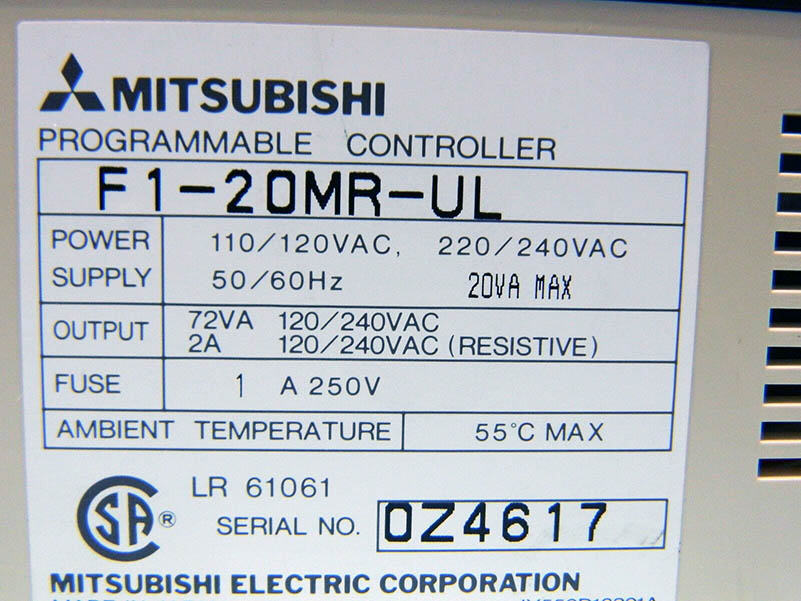 MITSUBISHI
PROGRAMMABLE CONTROLLER
F1-20MR-UL
POWER SUPPLY 110/120VAC, 220/240VAC
50/60Hz 20VA MAX
OUTPUT 72VA 120/240VAC
2A 120/240VAC (RESISTIVE)
FUSE 1 A 250V
AMBIENT TEMPERATURE 55°C MAX
SA ® LR 61061
SERIAL NO. 0Z4617
MITSUBISHI ELECTRIC CORPORATION